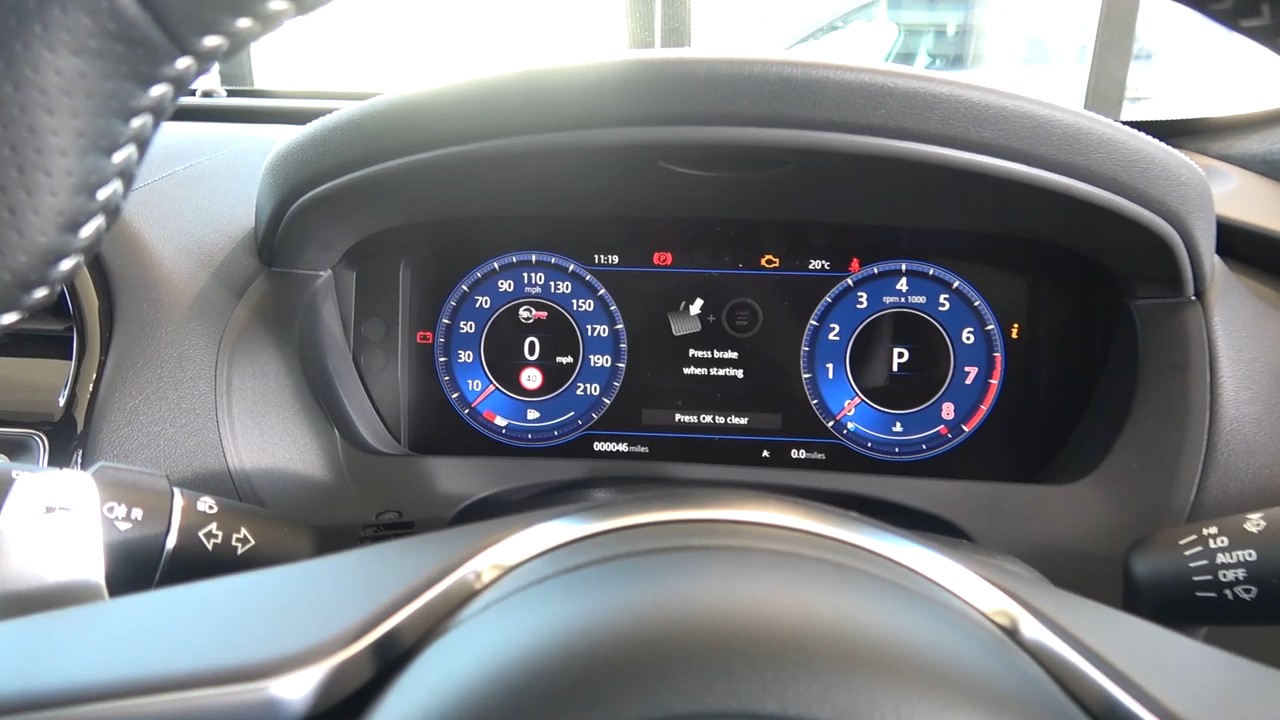 11:19
20°c
110
90
mph
130
70
150
50
170
30
0
mph
190
10
40
210
Press brake
when starting
Press OK to clear
000046 miles
0.0 miles
4
3
rpm x 1000
5
2
6
P
1
7
0
8
R
LO
AUTO
OFF
1